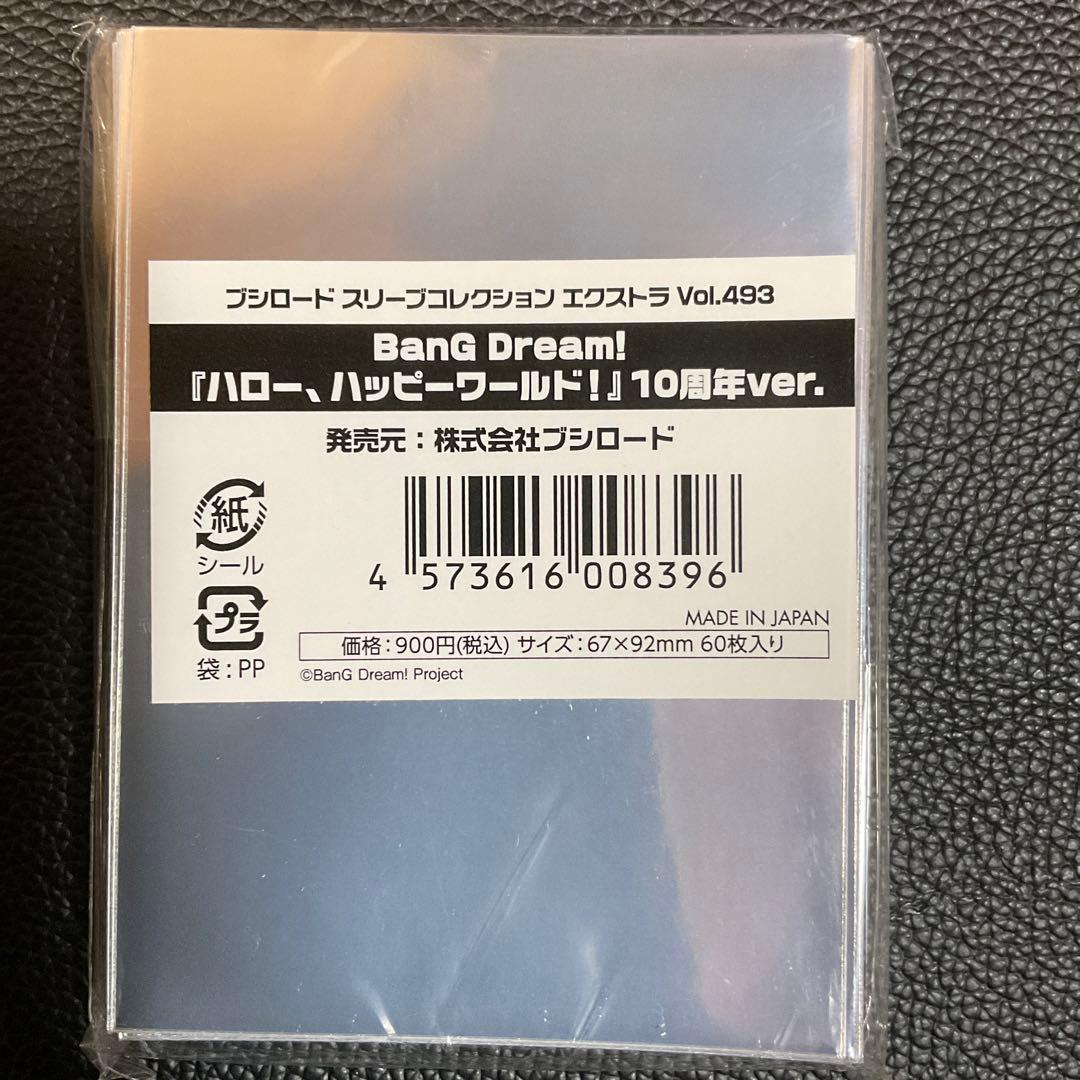 ブシロード スリーブコレクション エクストラ Vol.493
BanG Dream!
『ハロー、ハッピーワールド！』10周年ver.
発売元：株式会社ブシロード
紙
シール
プラ
袋：PP
4 573616 008396
MADE IN JAPAN
価格：900円(税込) サイズ：67×92mm 60枚入り
©BanG Dream! Project